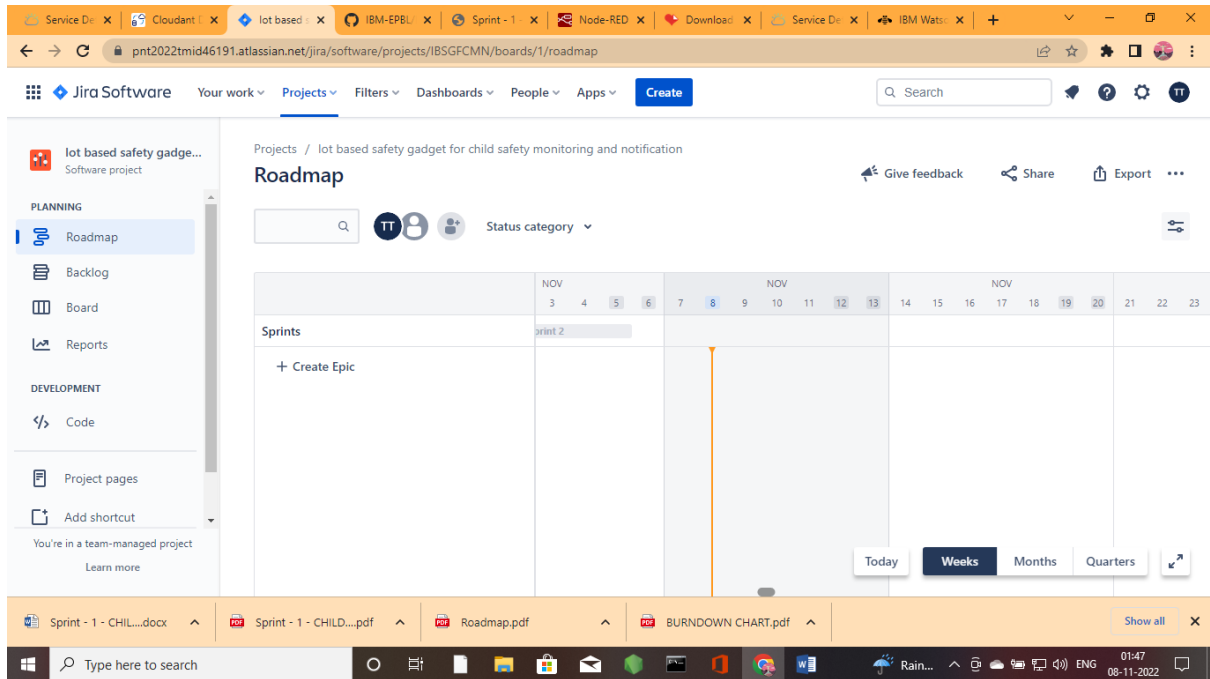 Service De
Cloudant D
Iot based s
IBM-EPBL/
Sprint - 1 -
Node-RED
Download
Service De
IBM Watso
pnt2022tmid46191.atlassian.net/jira/software/projects/IBSGFCMN/boards/1/roadmap
Jira Software
Your work
Projects
Filters
Dashboards
People
Apps
Create
Search
TT
Iot based safety gadge...
Software project
PLANNING
Roadmap
Backlog
Board
Reports
DEVELOPMENT
Code
Project pages
Add shortcut
You're in a team-managed project
Learn more
Projects / Iot based safety gadget for child safety monitoring and notification
Roadmap
Give feedback
Share
Export
TT
Status category
NOV NOV NOV
3 4 5 6 7 8 9 10 11 12 13 14 15 16 17 18 19 20 21 22 23
Sprints
print 2
+ Create Epic
Today
Weeks
Months
Quarters
Sprint - 1 - CHIL....docx
Sprint - 1 - CHILD....pdf
Roadmap.pdf
BURNDOWN CHART.pdf
Show all
Type here to search
Rain...
ENG
01:47
08-11-2022